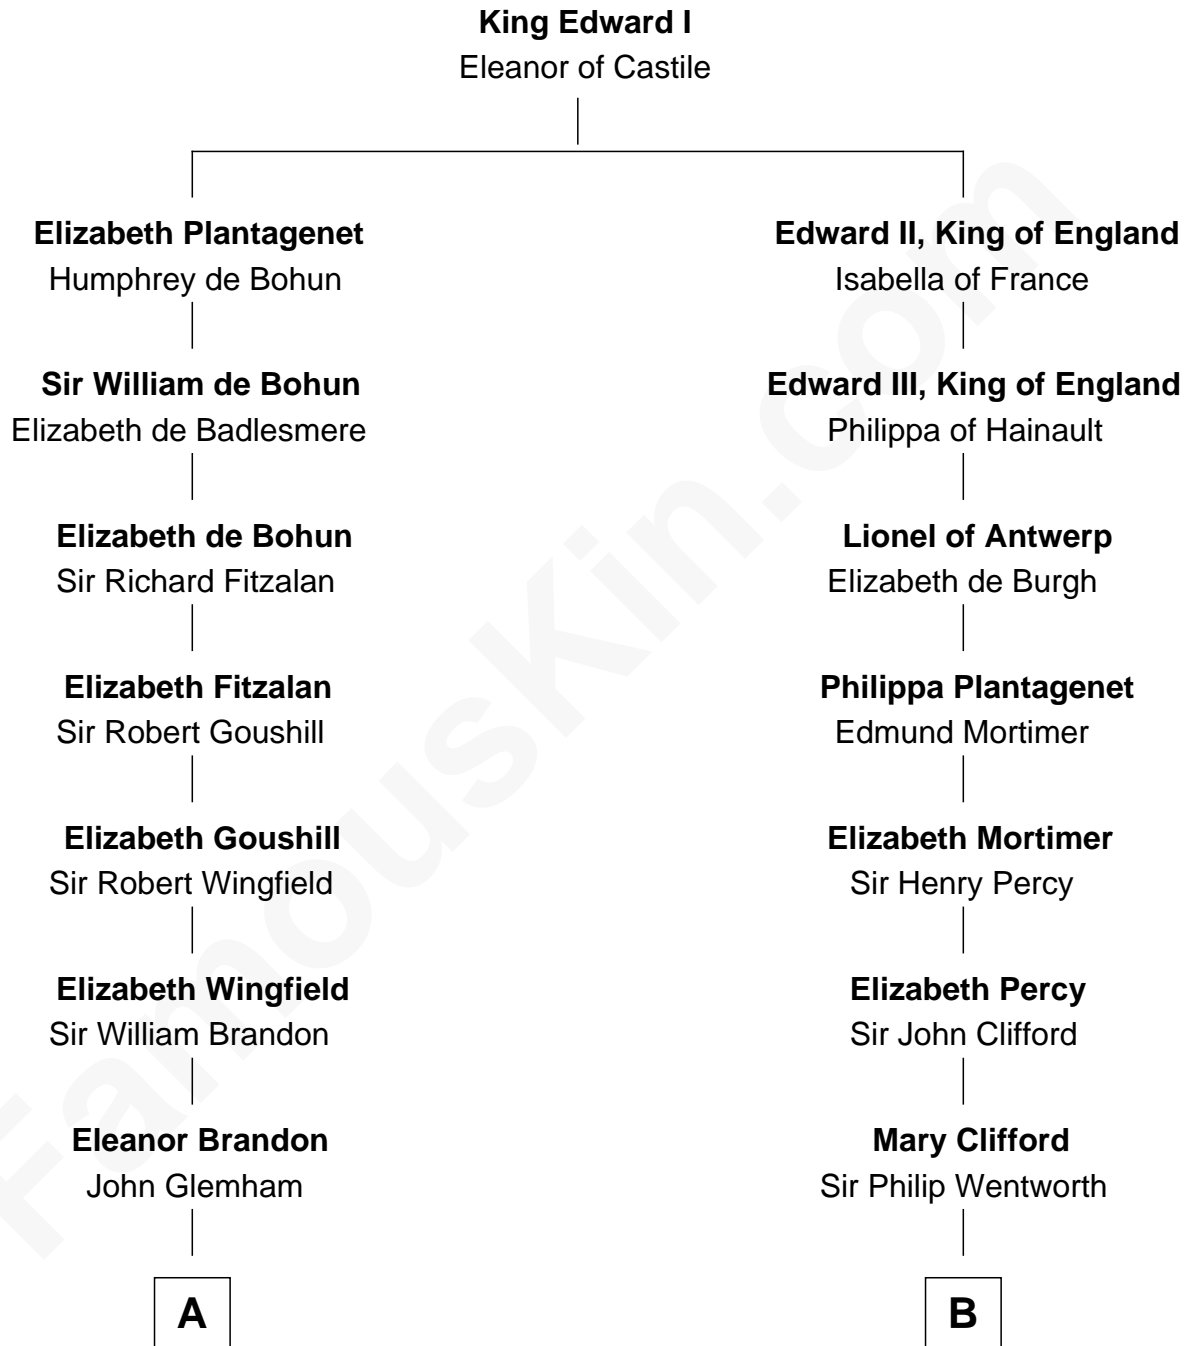 King Edward I
Eleanor of Castile
Elizabeth Plantagenet
Humphrey de Bohun
Edward II, King of England
Isabella of France
Sir William de Bohun
Elizabeth de Badlesmere
Edward III, King of England
Philippa of Hainault
Elizabeth de Bohun
Sir Richard Fitzalan
Lionel of Antwerp
Elizabeth de Burgh
Elizabeth Fitzalan
Sir Robert Goushill
Philippa Plantagenet
Edmund Mortimer
Elizabeth Goushill
Sir Robert Wingfield
Elizabeth Mortimer
Sir Henry Percy
Elizabeth Wingfield
Sir William Brandon
Elizabeth Percy
Sir John Clifford
Eleanor Brandon
John Glemham
Mary Clifford
Sir Philip Wentworth
A
B
FamousKin.com